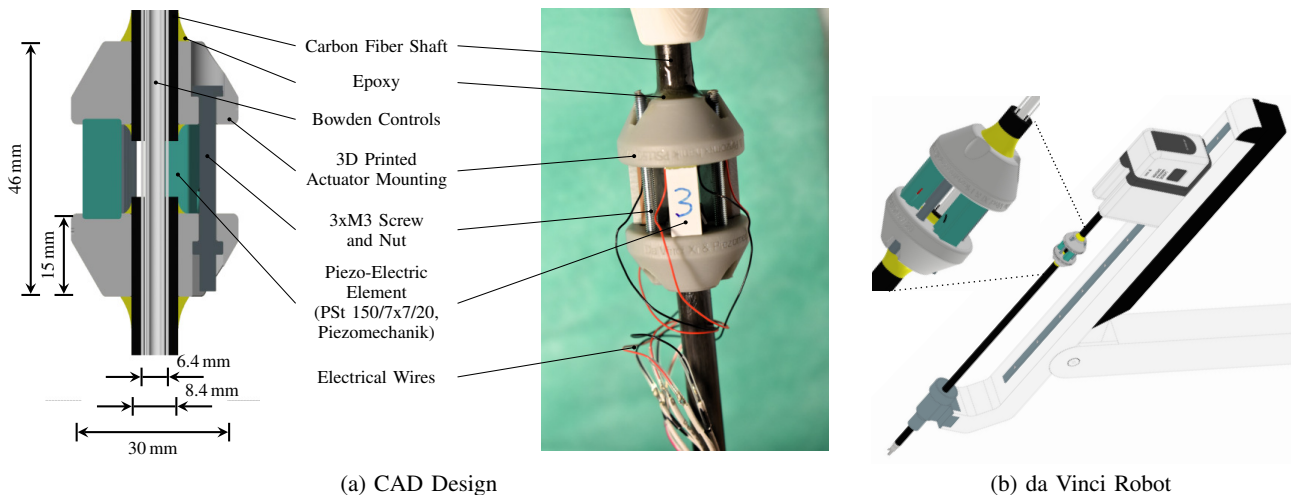 Carbon Fiber Shaft
Epoxy
Bowden Controls
3D Printed
Actuator Mounting
3xM3 Screw
and Nut
Piezo-Electric
Element
(PSt 150/7x7/20,
Piezomechanik)
Electrical Wires
46 mm
15 mm
6.4 mm
8.4 mm
30 mm
3
(a) CAD Design
(b) da Vinci Robot